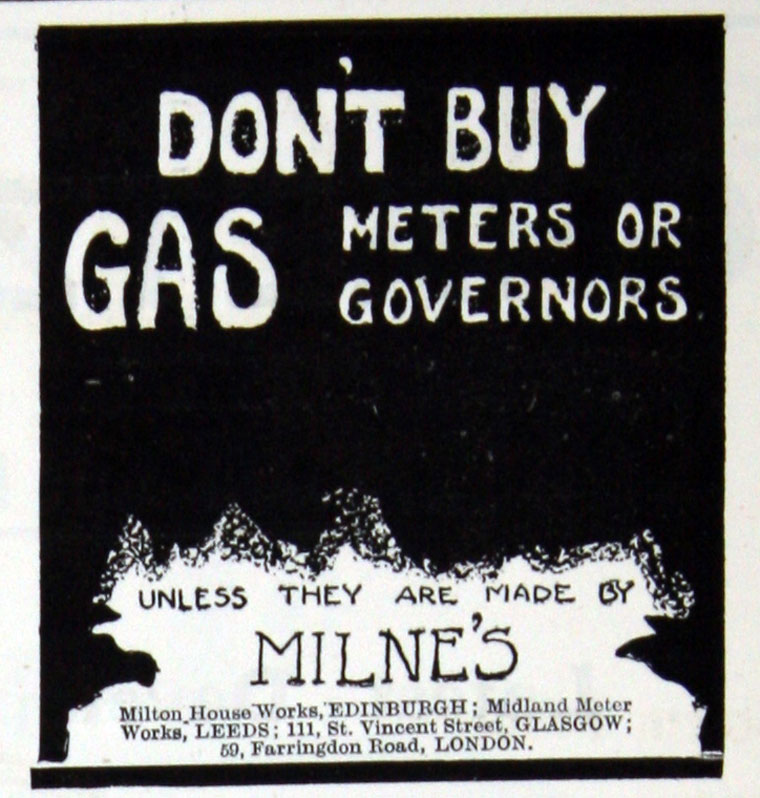 DON'T BUY
GAS METERS OR
GOVERNORS
UNLESS THEY ARE MADE BY
MILNE'S
Milton House Works, EDINBURGH; Midland Meter
Works, LEEDS; 111, St. Vincent Street, GLASGOW;
59, Farringdon Road, LONDON.